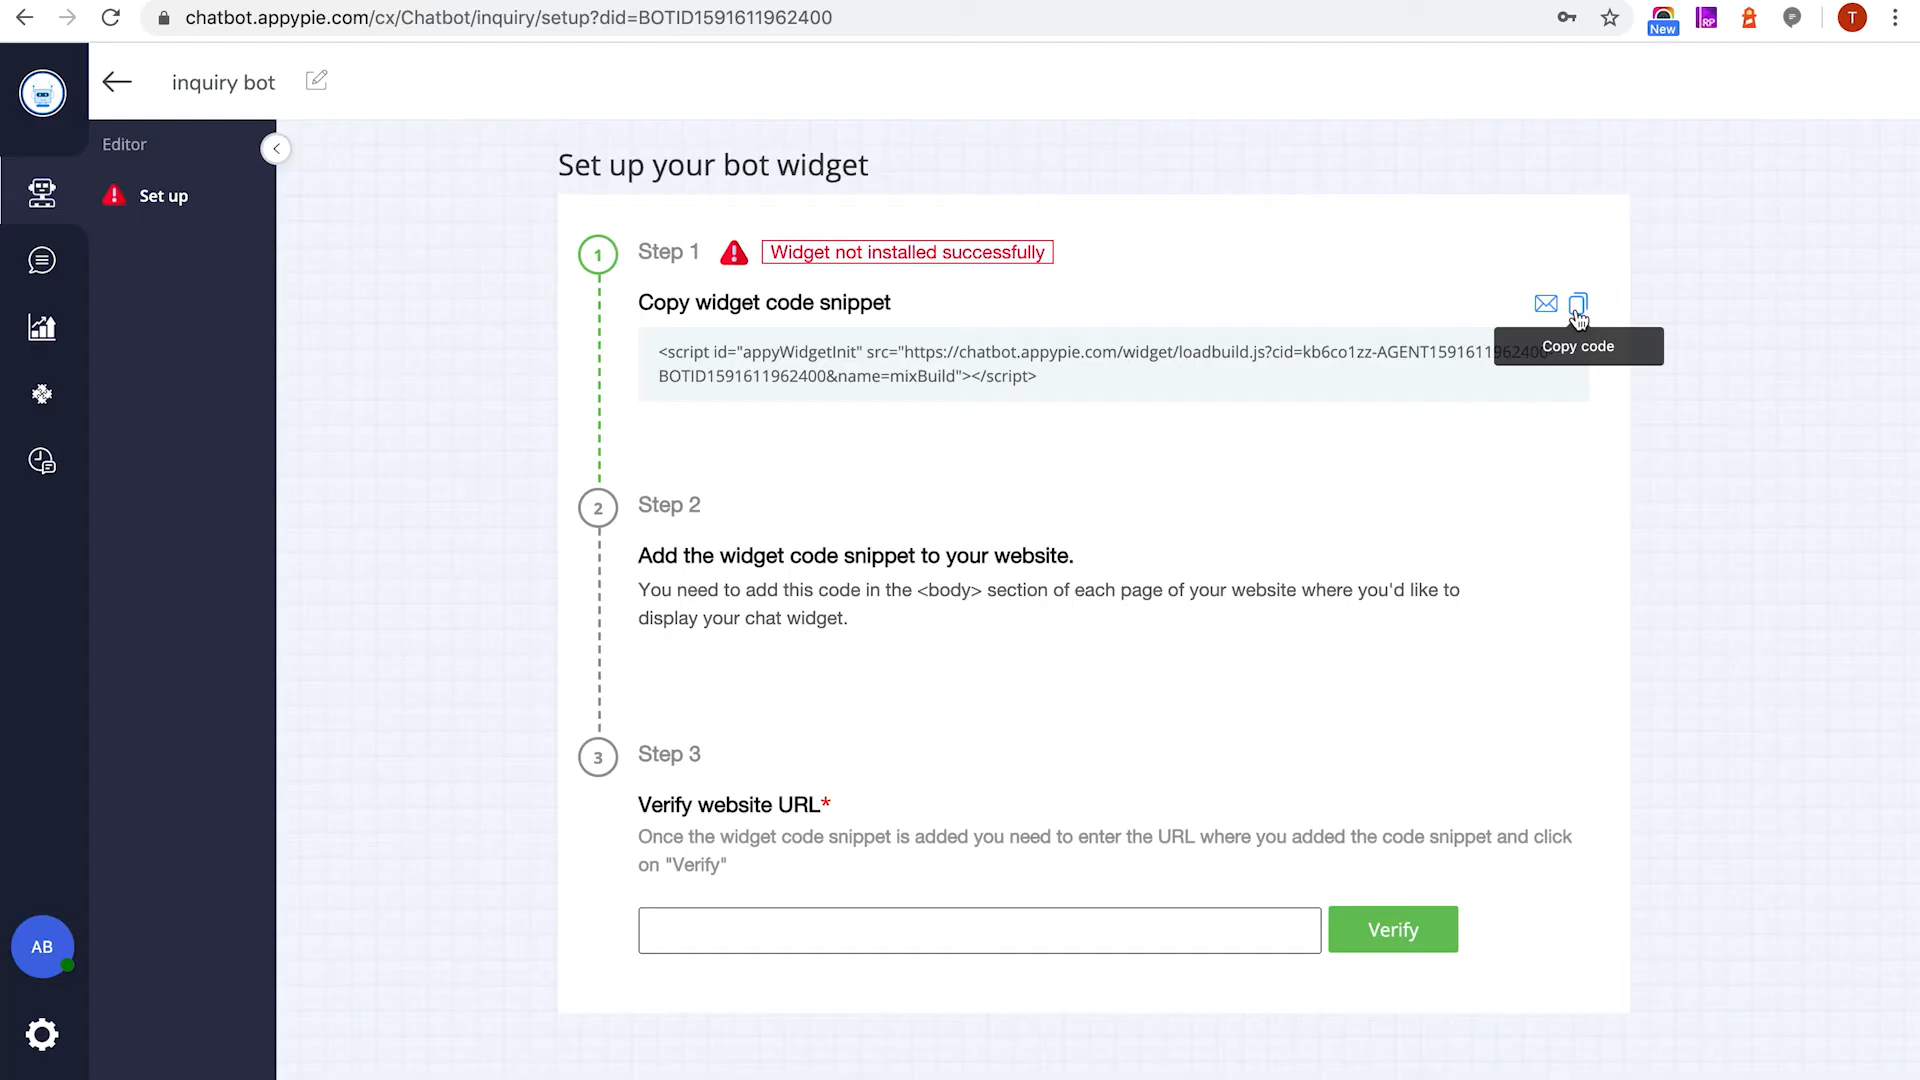 chatbot.appypie.com/cx/Chatbot/inquiry/setup?did=BOTID1591611962400
New
RP
T
inquiry bot
Editor
Set up
Set up your bot widget
1
Step 1
Widget not installed successfully
Copy widget code snippet
<script id="appyWidgetInit" src="https://chatbot.appypie.com/widget/loadbuild.js?cid=kb6co1zz-AGENT1591611962400-
BOTID1591611962400&name=mixBuild"></script>
Copy code
2
Step 2
Add the widget code snippet to your website.
You need to add this code in the <body> section of each page of your website where you'd like to
display your chat widget.
3
Step 3
Verify website URL*
Once the widget code snippet is added you need to enter the URL where you added the code snippet and click
on "Verify"
Verify
AB